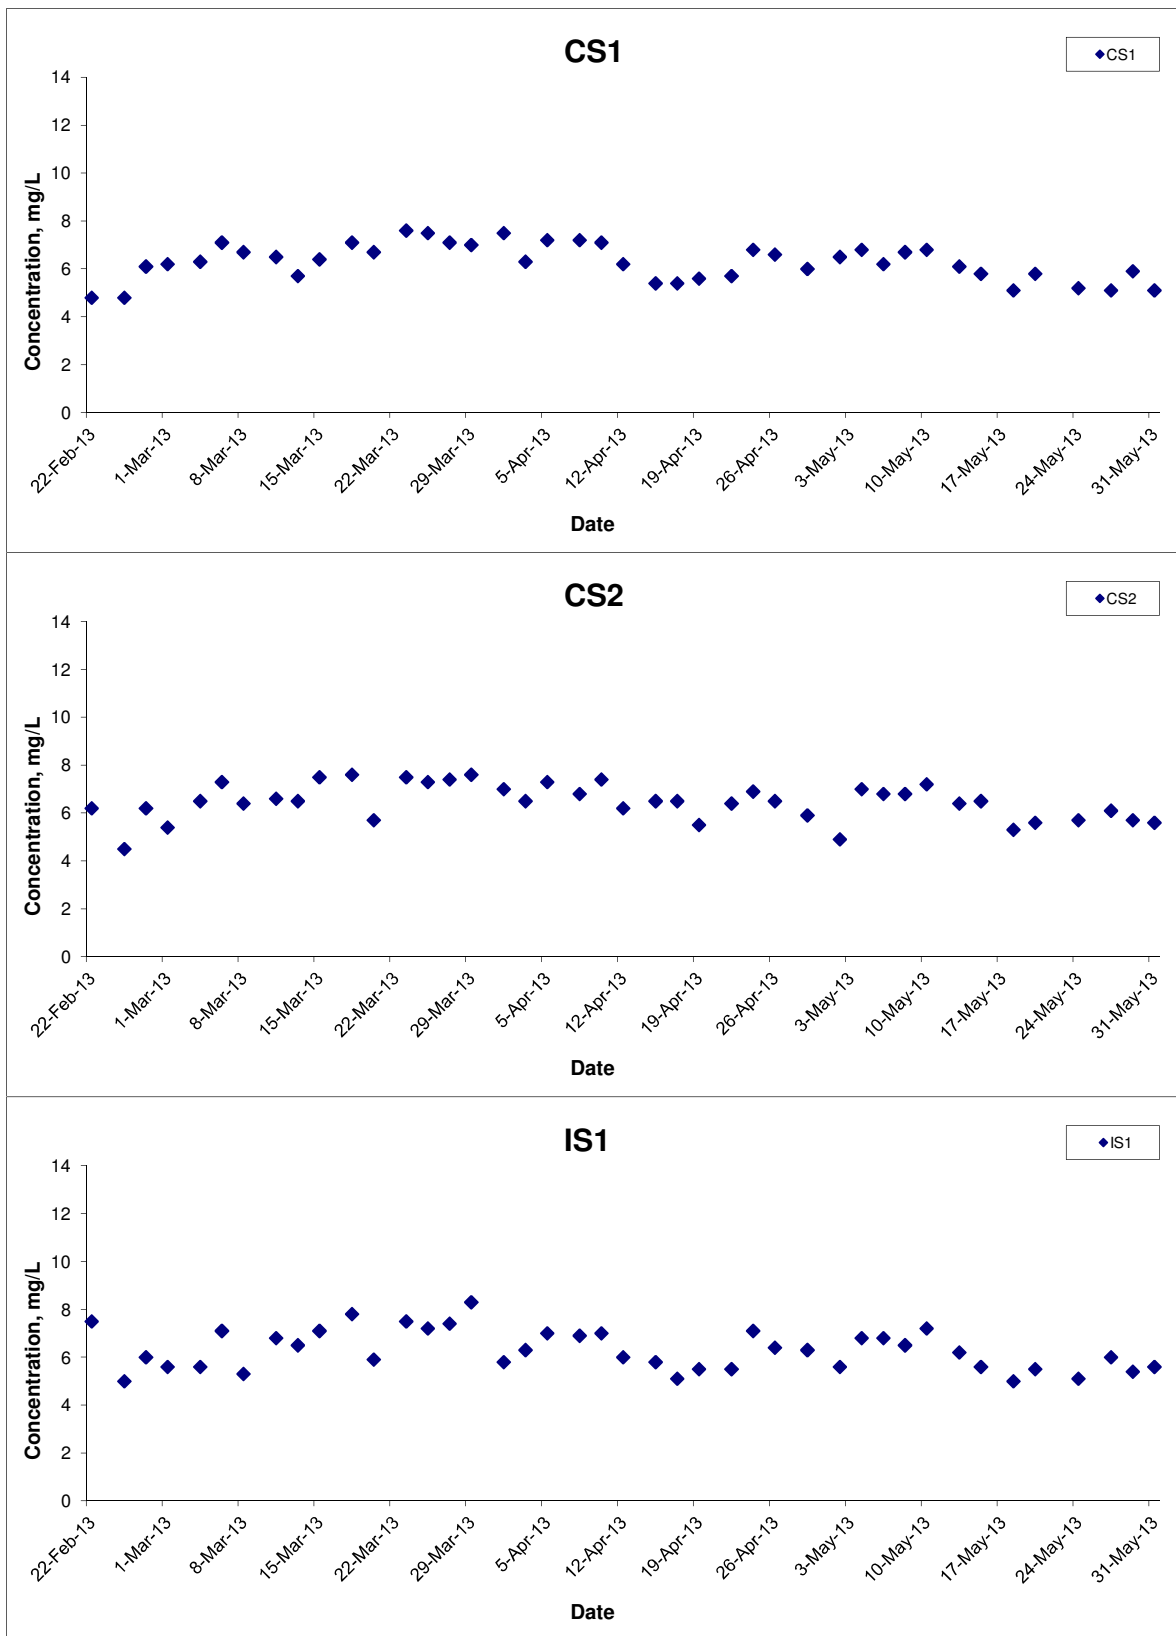 CS1
CS1
14
12
10
8
6
4
2
0
Concentration, mg/L
22-Feb-13
1-Mar-13
8-Mar-13
15-Mar-13
22-Mar-13
29-Mar-13
5-Apr-13
12-Apr-13
19-Apr-13
26-Apr-13
3-May-13
10-May-13
17-May-13
24-May-13
31-May-13
Date
CS2
CS2
14
12
10
8
6
4
2
0
Concentration, mg/L
22-Feb-13
1-Mar-13
8-Mar-13
15-Mar-13
22-Mar-13
29-Mar-13
5-Apr-13
12-Apr-13
19-Apr-13
26-Apr-13
3-May-13
10-May-13
17-May-13
24-May-13
31-May-13
Date
IS1
IS1
14
12
10
8
6
4
2
0
Concentration, mg/L
22-Feb-13
1-Mar-13
8-Mar-13
15-Mar-13
22-Mar-13
29-Mar-13
5-Apr-13
12-Apr-13
19-Apr-13
26-Apr-13
3-May-13
10-May-13
17-May-13
24-May-13
31-May-13
Date